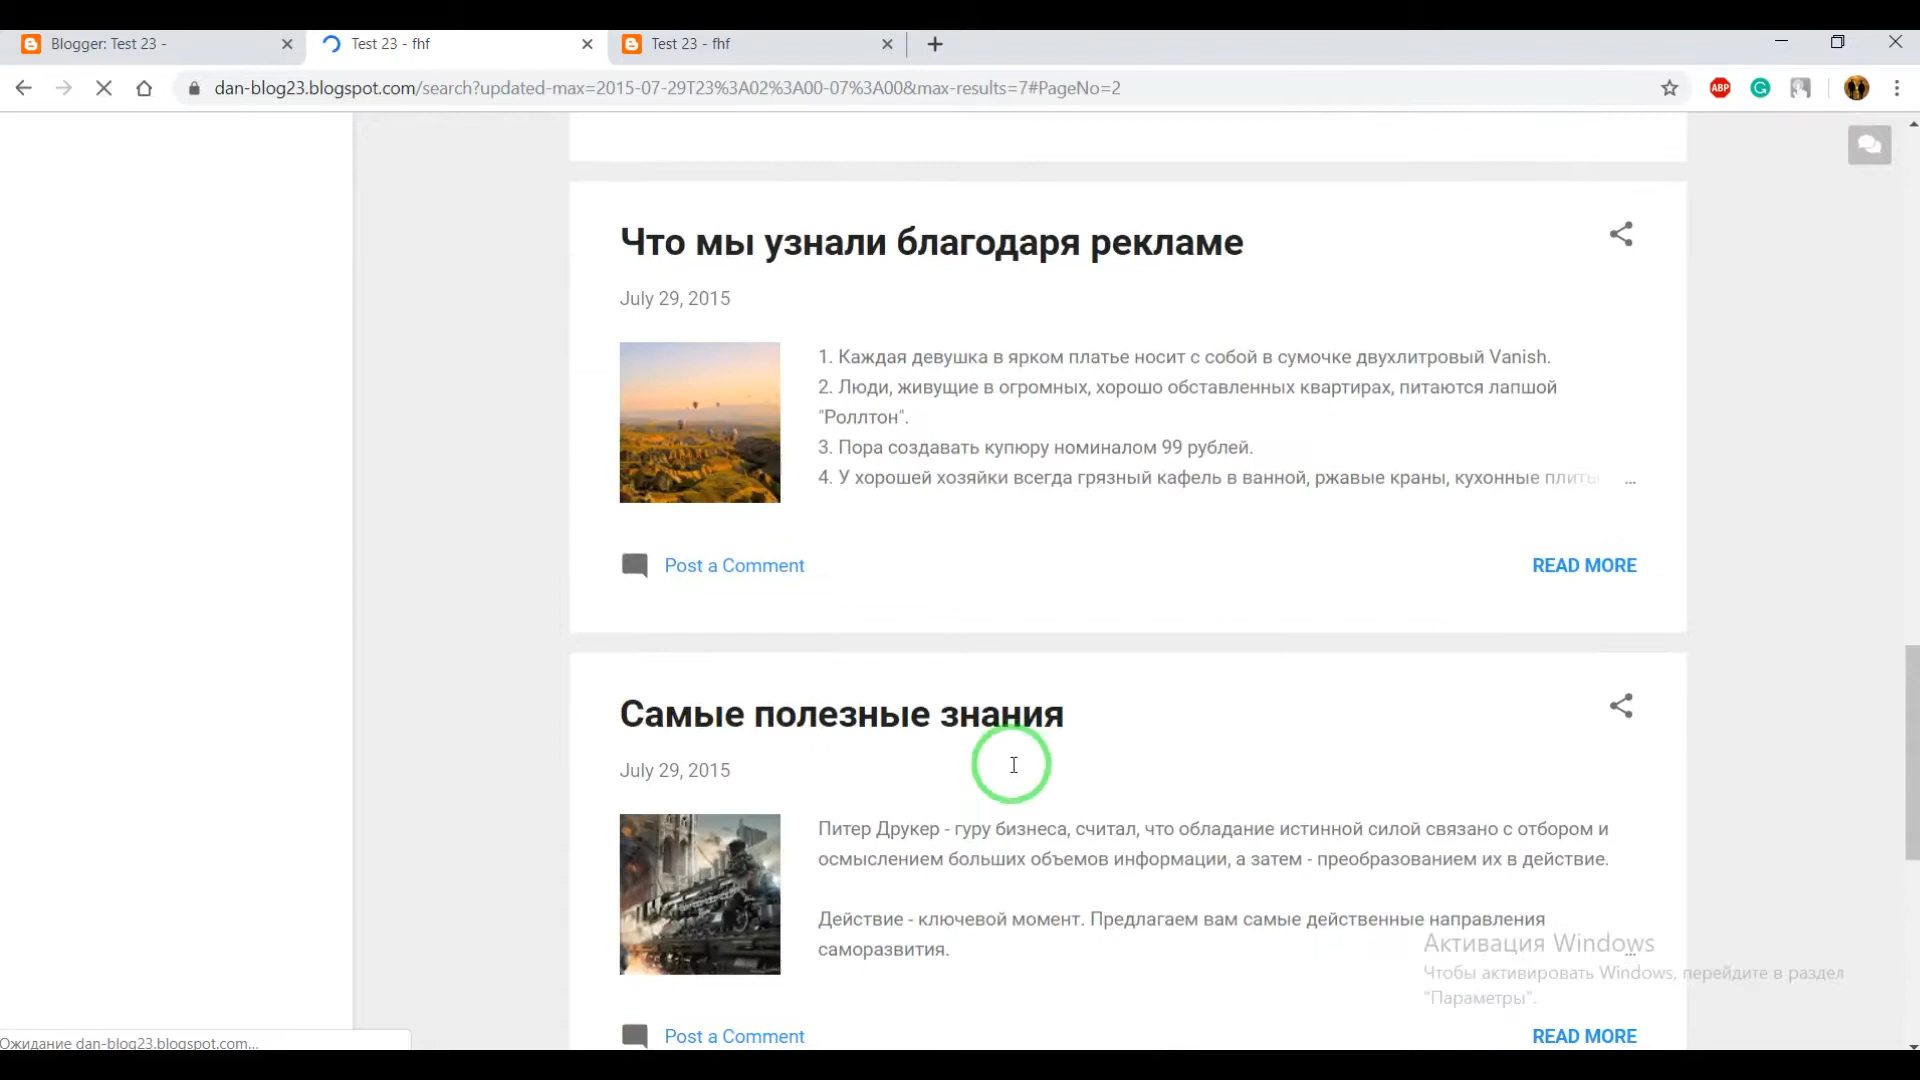 Blogger: Test 23 -
Test 23 - fhf
Test 23 - fhf
dan-blog23.blogspot.com/search?updated-max=2015-07-29T23%3A02%3A00-07%3A00&max-results=7#PageNo=2
ABP
Что мы узнали благодаря рекламе
July 29, 2015
1. Каждая девушка в ярком платье носит с собой в сумочке двухлитровый Vanish.
2. Люди, живущие в огромных, хорошо обставленных квартирах, питаются лапшой
"Роллтон".
3. Пора создавать купюру номиналом 99 рублей.
4. У хорошей хозяйки всегда грязный кафель в ванной, ржавые краны, кухонные плиты ...
Post a Comment
READ MORE
Самые полезные знания
July 29, 2015
Питер Друкер - гуру бизнеса, считал, что обладание истинной силой связано с отбором и
осмыслением больших объемов информации, а затем - преобразованием их в действие.
Действие - ключевой момент. Предлагаем вам самые действенные направления
саморазвития. ...
Активация Windows
Чтобы активировать Windows, перейдите в раздел
"Параметры".
Post a Comment
READ MORE
Ожидание dan-blog23.blogspot.com...